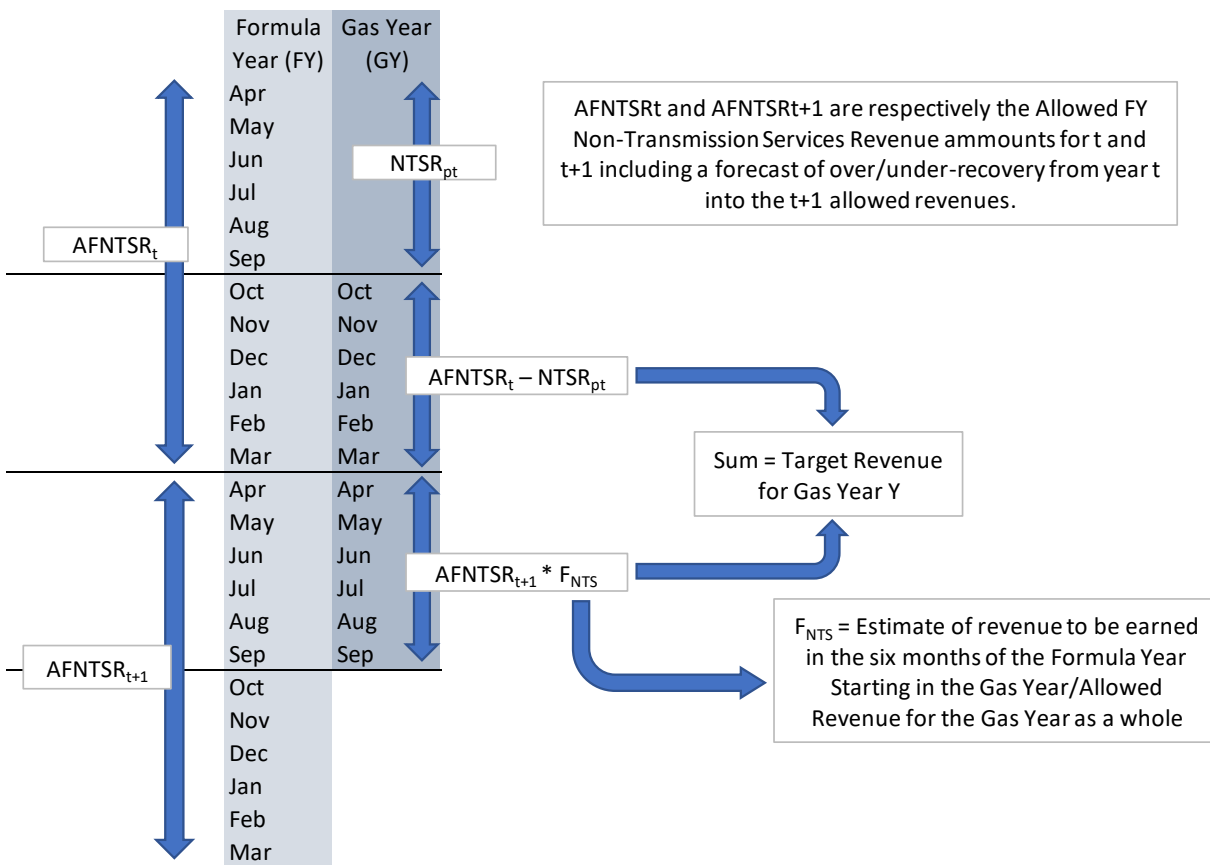 Formula Year (FY)
Gas Year (GY)
Apr
May
Jun
Jul
Aug
Sep
Oct
Nov
Dec
Jan
Feb
Mar
Apr
May
Jun
Jul
Aug
Sep
Oct
Nov
Dec
Jan
Feb
Mar
Oct
Nov
Dec
Jan
Feb
Mar
Apr
May
Jun
Jul
Aug
Sep
AFNTSRt
AFNTSRt+1
NTSRpt
AFNTSRt – NTSRpt
AFNTSRt+1 * FNTS
AFNTSRt and AFNTSRt+1 are respectively the Allowed FY
Non-Transmission Services Revenue ammounts for t and
t+1 including a forecast of over/under-recovery from year t
into the t+1 allowed revenues.
Sum = Target Revenue
for Gas Year Y
FNTS = Estimate of revenue to be earned
in the six months of the Formula Year
Starting in the Gas Year/Allowed
Revenue for the Gas Year as a whole